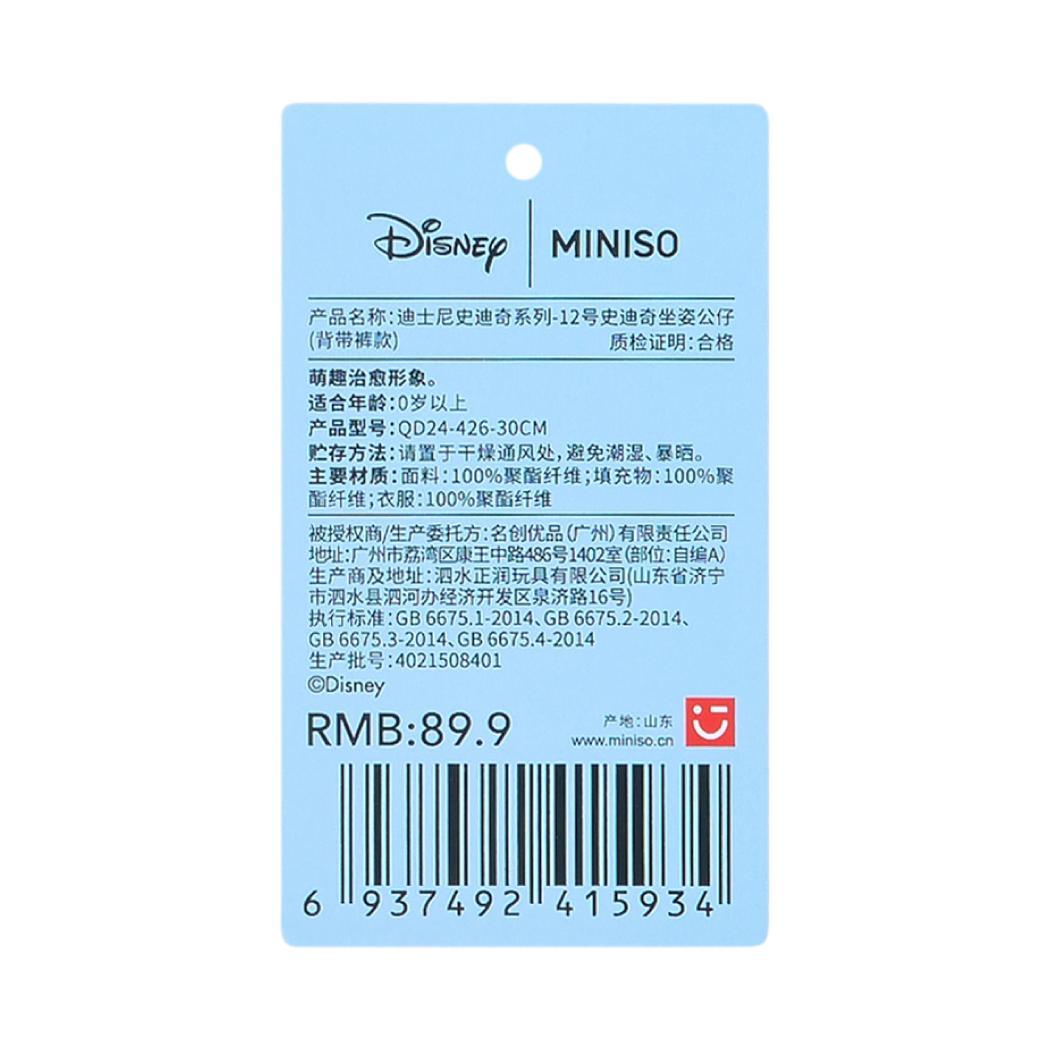 Disney | MINISO
产品名称:迪士尼史迪奇系列-12号史迪奇坐姿公仔
(背带裤款) 质检证明:合格
萌趣治愈形象。
适合年龄:0岁以上
产品型号:QD24-426-30CM
贮存方法:请置于干燥通风处,避免潮湿、暴晒。
主要材质:面料:100%聚酯纤维;填充物:100%聚
酯纤维;衣服:100%聚酯纤维
被授权商/生产委托方:名创优品(广州)有限责任公司
地址:广州市荔湾区康王中路486号1402室(部位:自编A)
生产商及地址:泗水正润玩具有限公司(山东省济宁
市泗水县泗河办经济开发区泉济路16号)
执行标准:GB 6675.1-2014、GB 6675.2-2014、
GB 6675.3-2014、GB 6675.4-2014
生产批号:4021508401
©Disney
RMB:89.9
产地:山东
www.miniso.cn
6 937492 415934